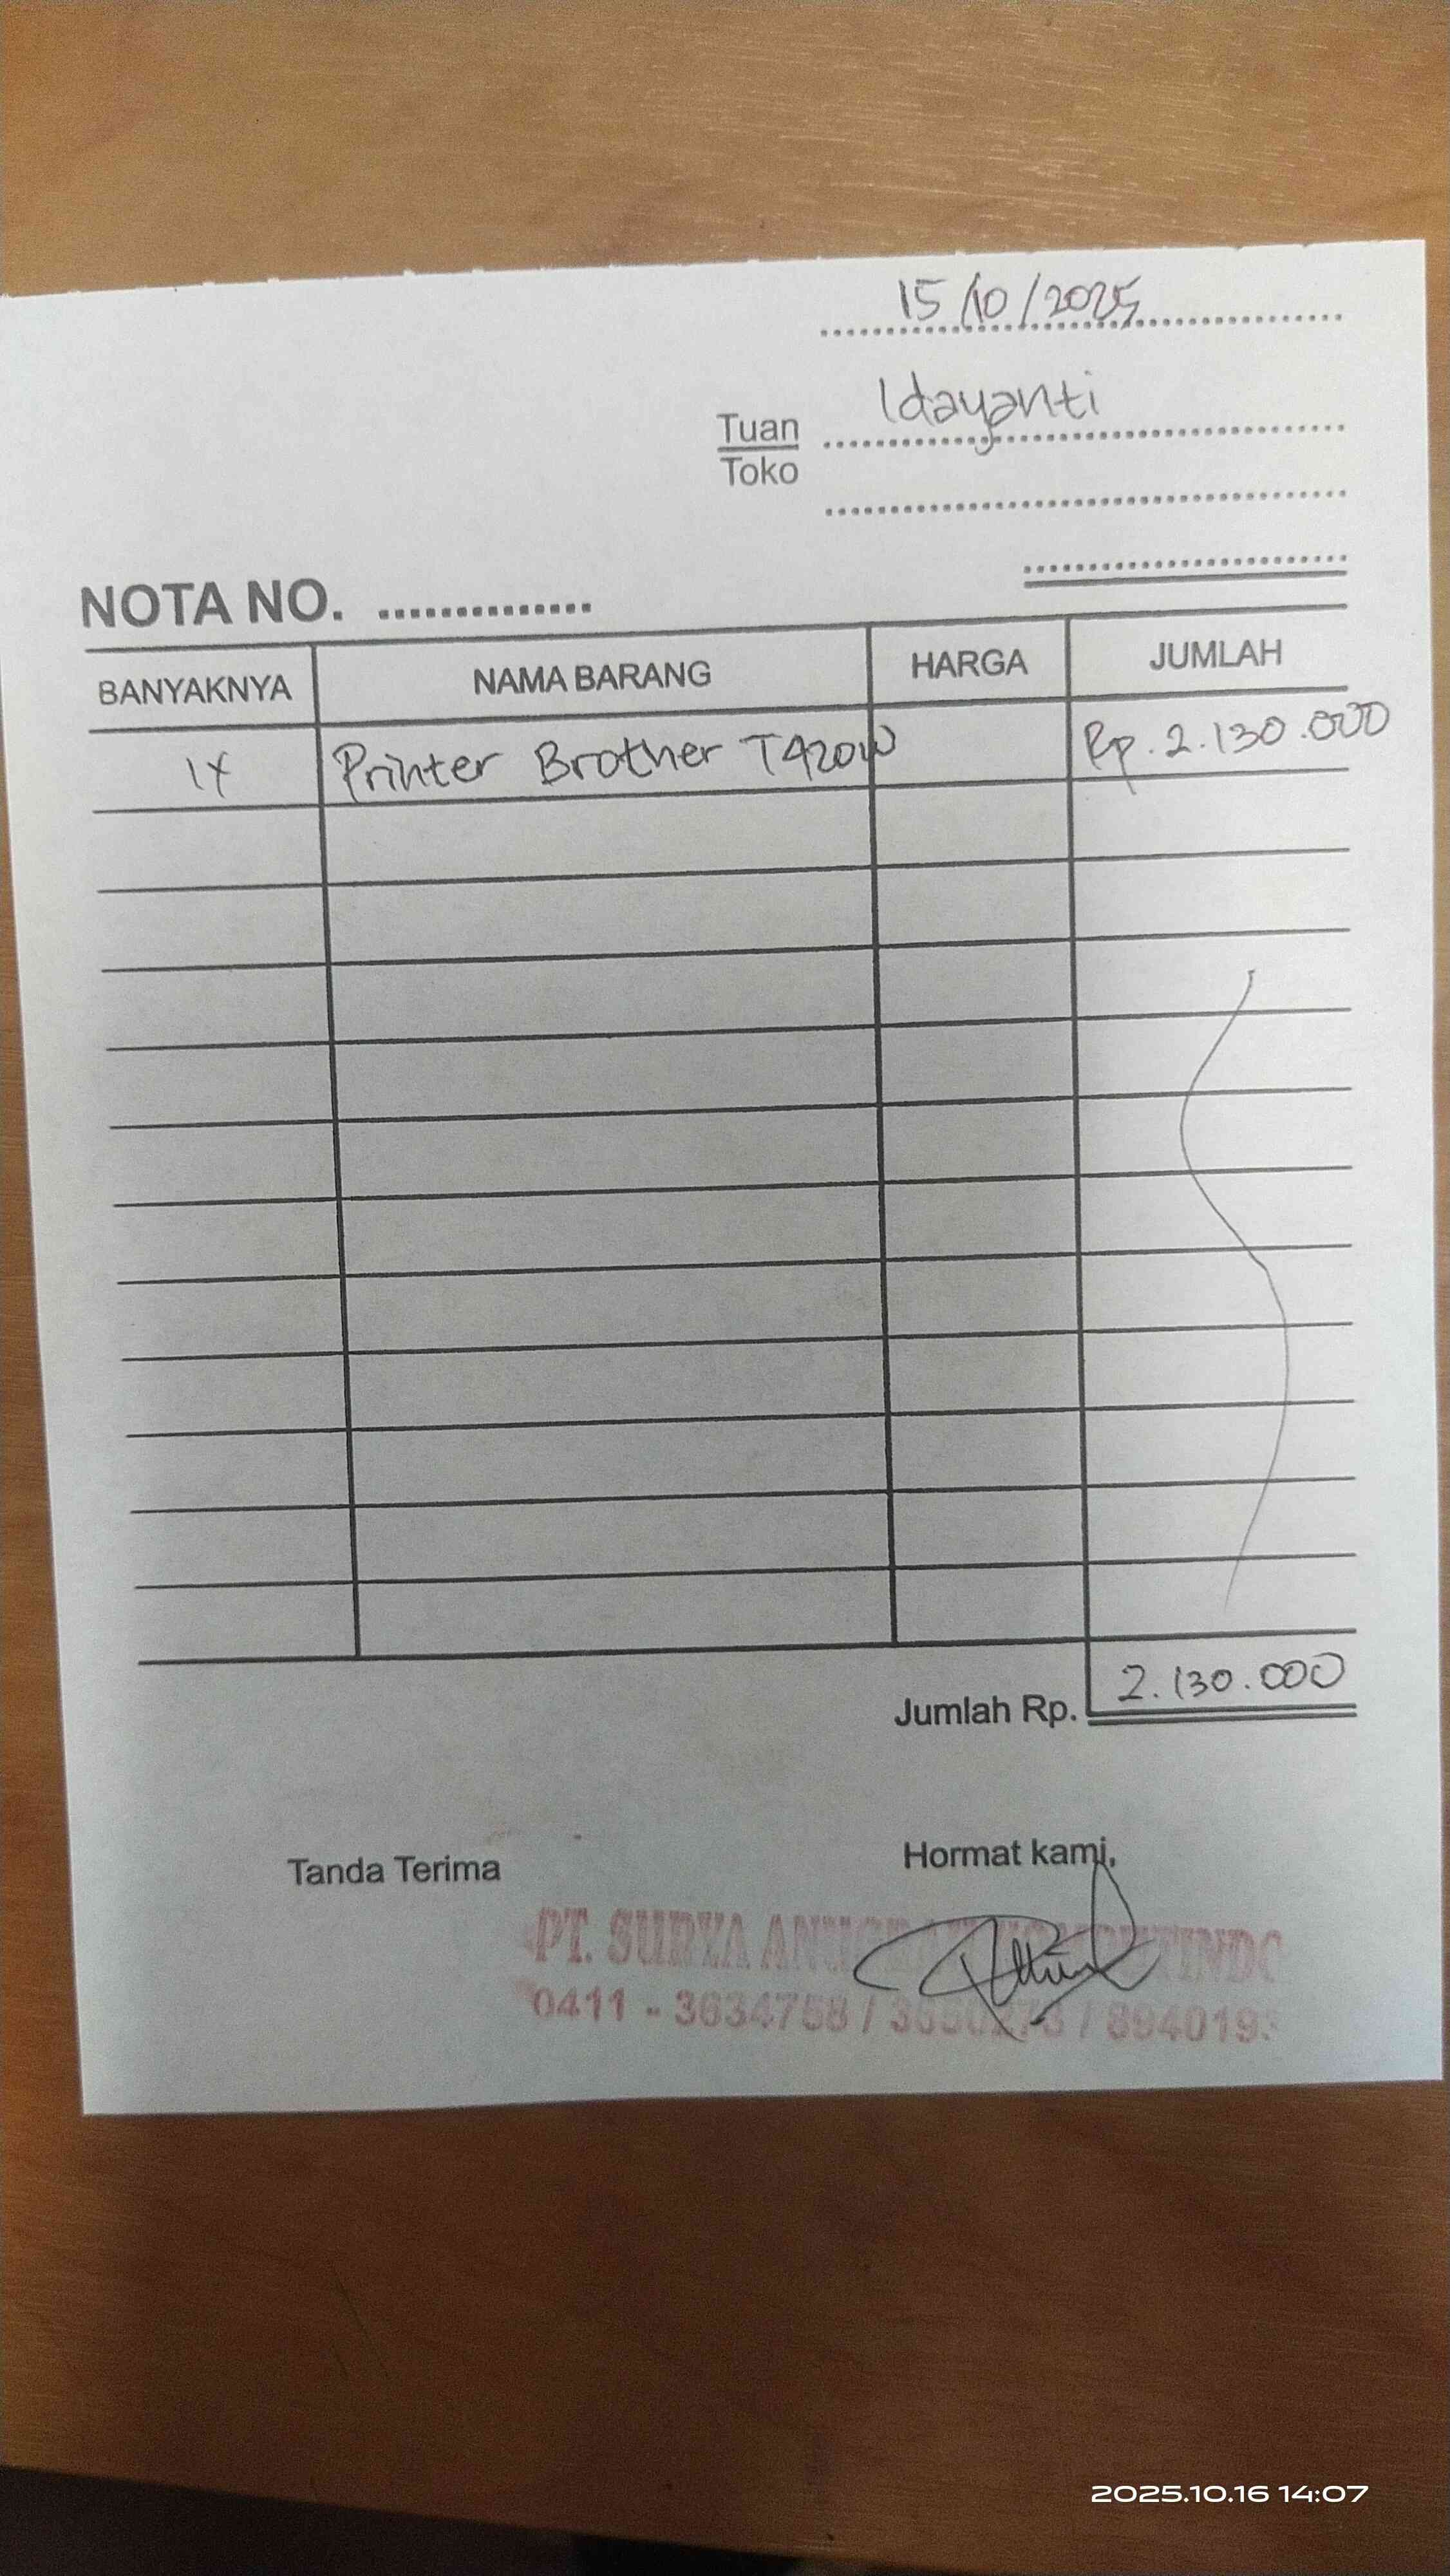 15/10/2025
Tuan Idayanti
Toko
NOTA NO. ..............
BANYAKNYA NAMA BARANG HARGA JUMLAH
1x Printer Brother T420W Rp. 2.130.000
Jumlah Rp. 2.130.000
Tanda Terima Hormat kami,
PT. SURYA
0411 - 3634758 /
2025.10.16 14:07